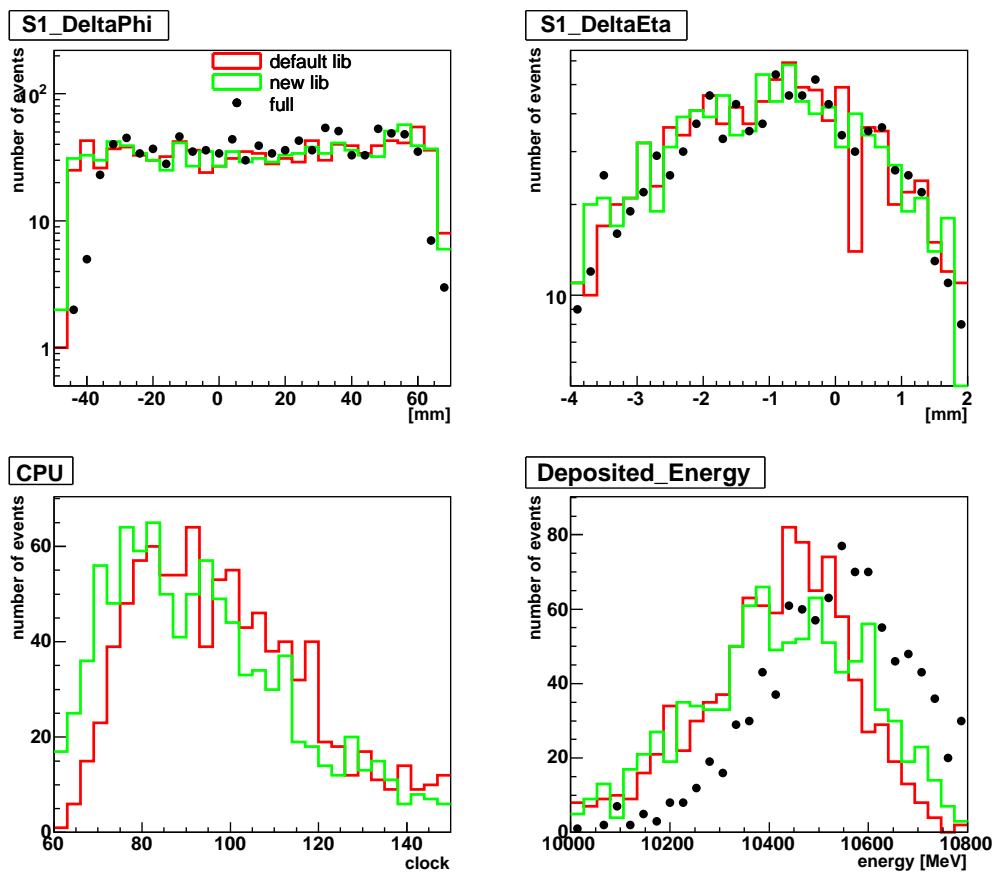 S1_DeltaPhi
number of events
default lib
new lib
full
10²
10
1
-40 -20 0 20 40 60
[mm]
S1_DeltaEta
number of events
10
-4 -3 -2 -1 0 1 2
[mm]
CPU
number of events
60
40
20
0
60 80 100 120 140
clock
Deposited_Energy
number of events
80
60
40
20
0
10000 10200 10400 10600 10800
energy [MeV]